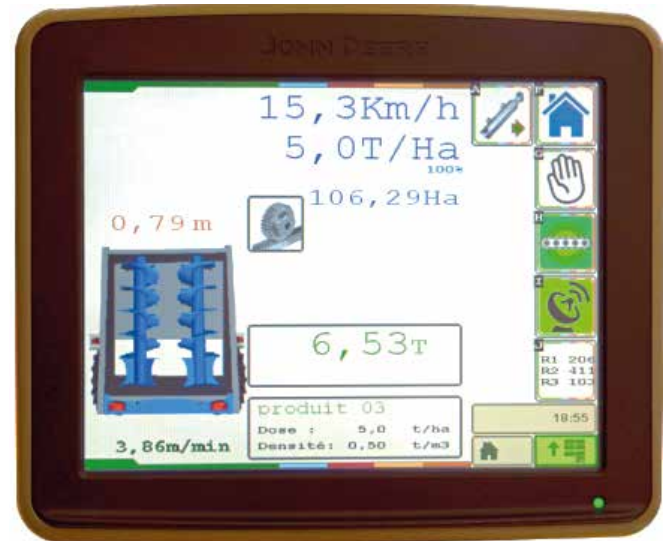 JOHN DEERE
15,3Km/h
5,0T/Ha
100%
106,29Ha
0,79m
6,53T
produit 03
Dose : 5,0 t/ha
Densité: 0,50 t/m3
3,86m/min
A
F
G
H
I
J
R1 206
R2 411
R3 103
18:55